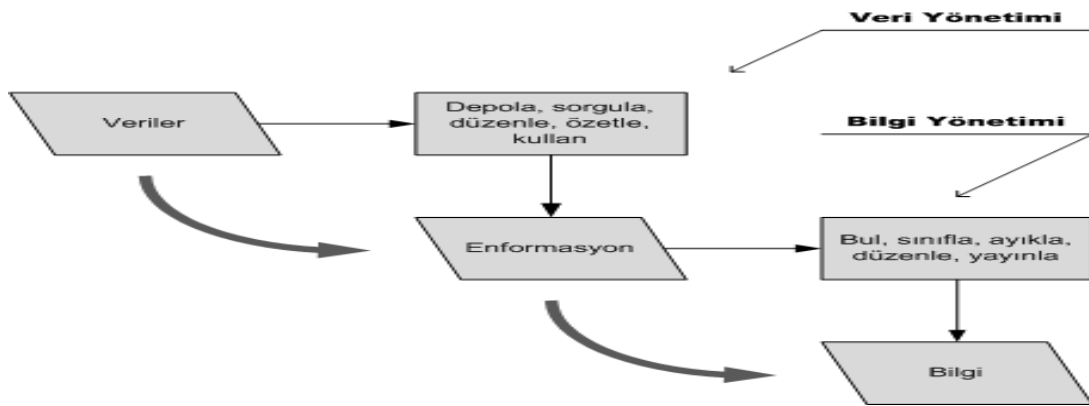 Veri Yönetimi
Veriler
Depola, sorgula,
düzenle, özetle,
kullan
Bilgi Yönetimi
Enformasyon
Bul, sınıfla, ayıkla,
düzenle, yayınla
Bilgi